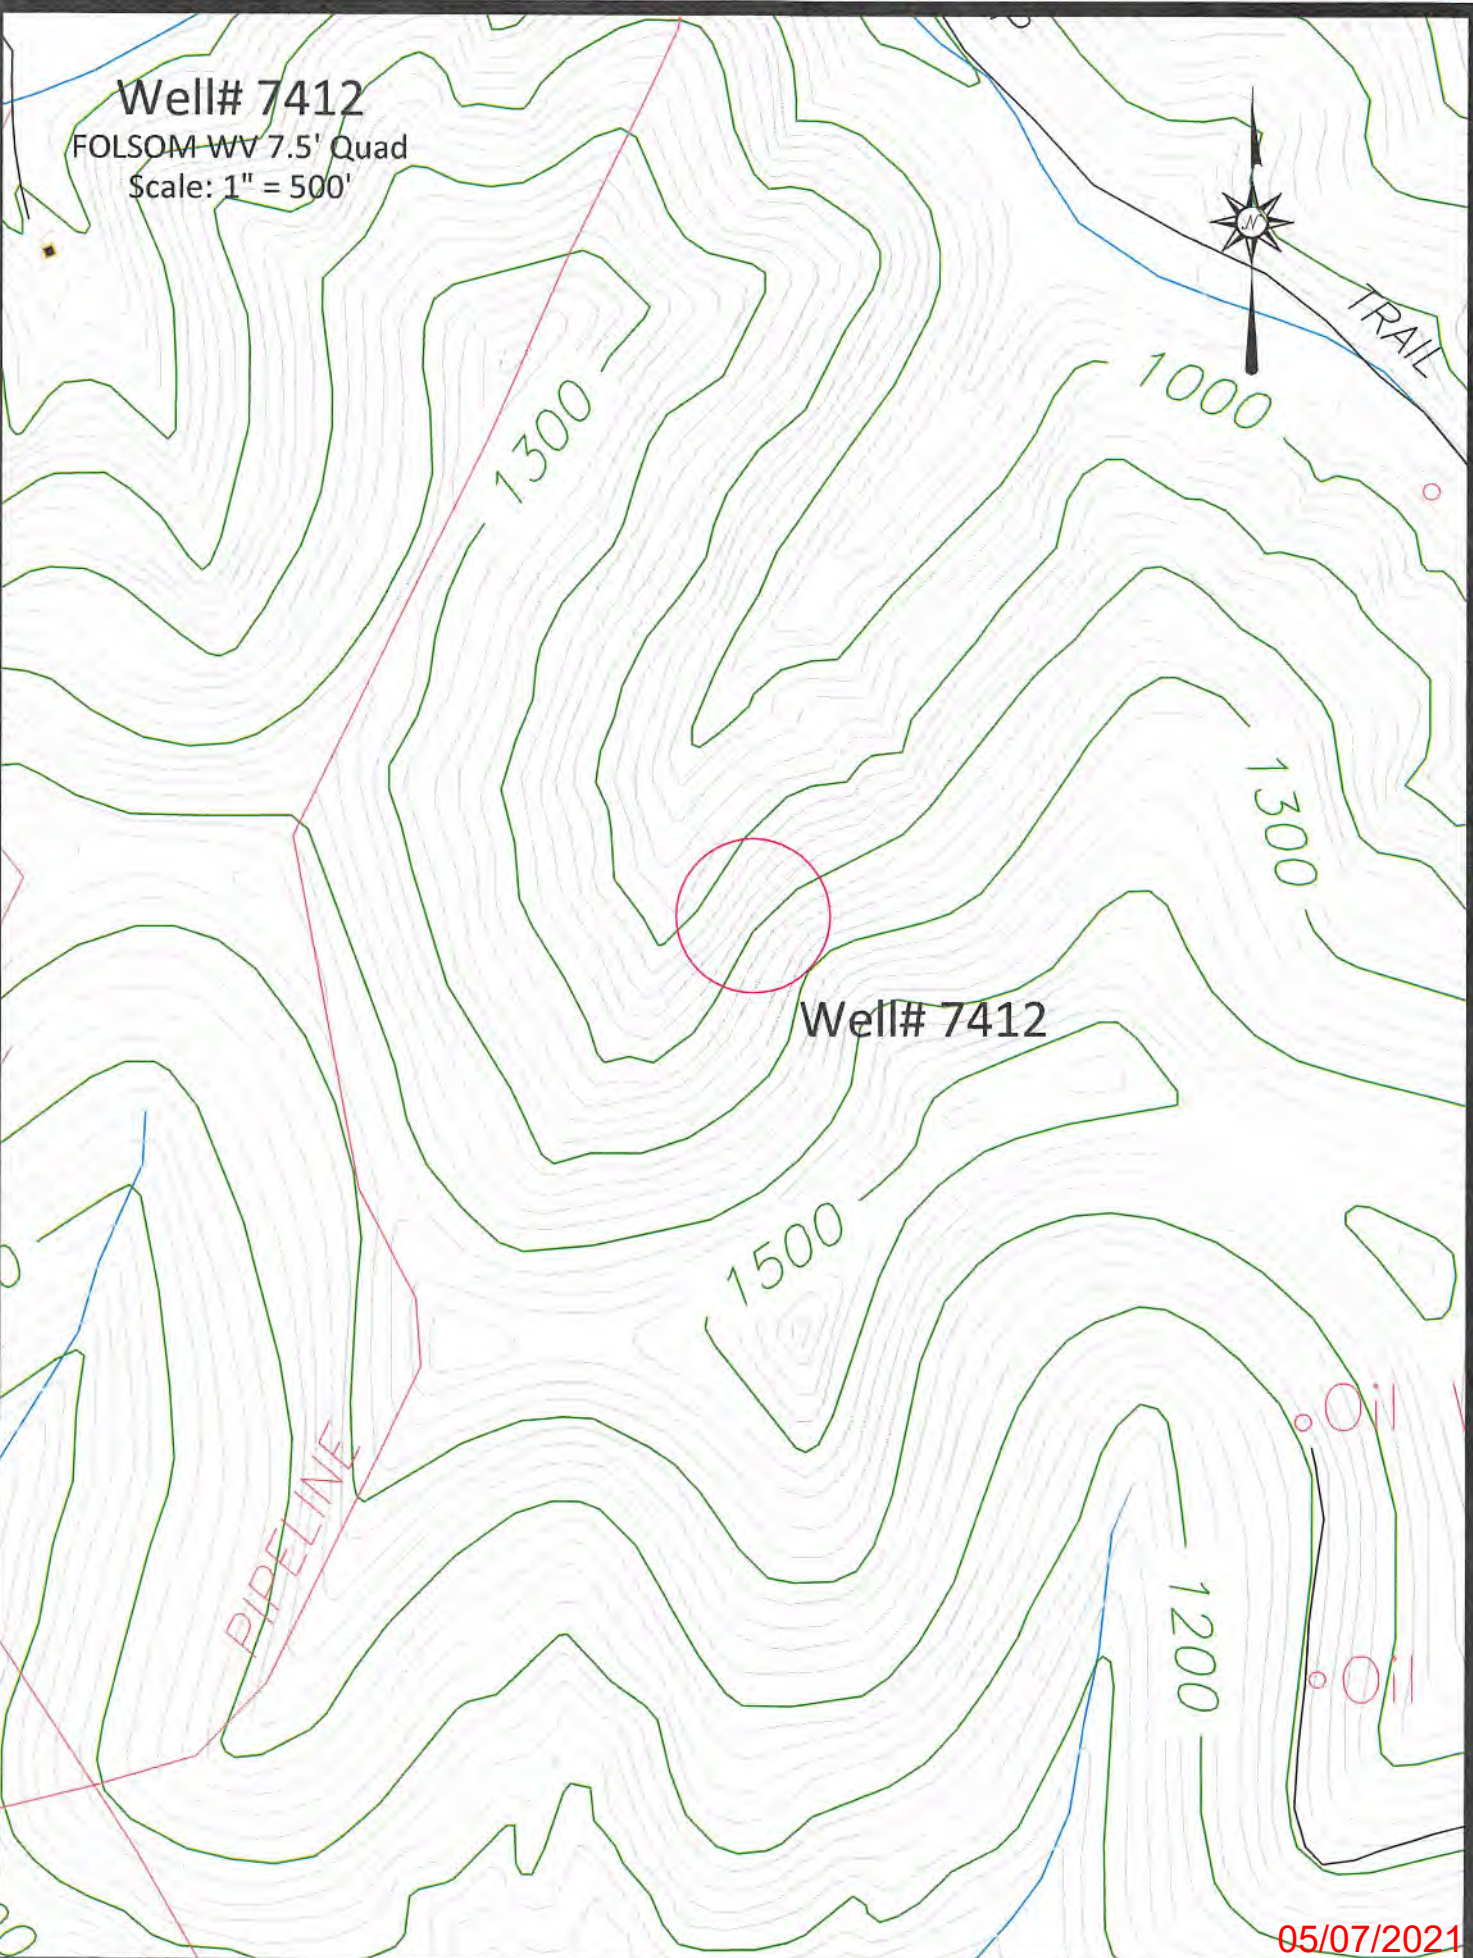 Well# 7412
FOLSOM WV 7.5' Quad
Scale: 1" = 500'
N
TRAIL
1000
1300
1300
Well# 7412
1500
Oil
PIPELINE
1200
Oil
05/07/2021